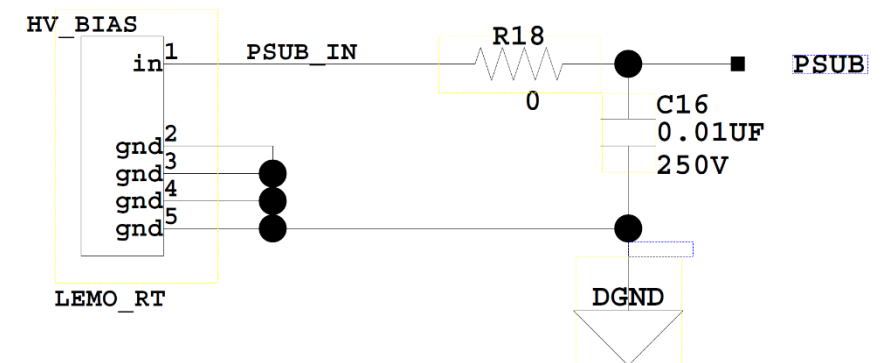 HV_BIAS
in 1 PSUB_IN R18 PSUB
0
C16
0.01UF
250V
gnd 2
gnd 3
gnd 4
gnd 5
LEMO_RT
DGND